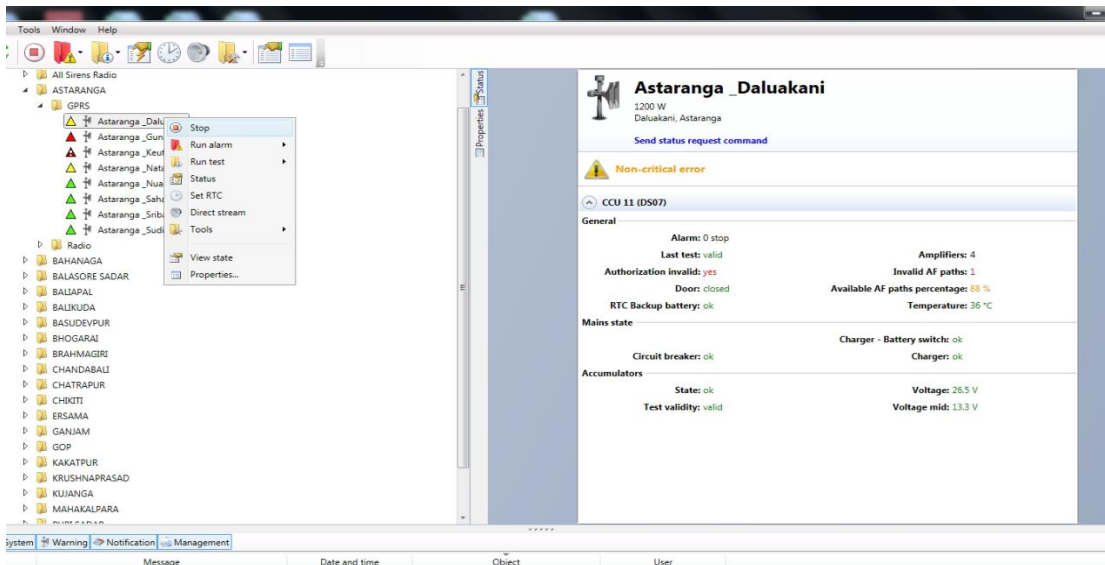 Tools Window Help
All Sirens Radio
ASTARANGA
GPRS
Astaranga _Dalu
Astaranga _Gun
Astaranga _Keut
Astaranga _Nata
Astaranga _Nua
Astaranga _Saha
Astaranga _Sriba
Astaranga _Sudi
Radio
BAHANAGA
BALASORE SADAR
BALIAPAL
BALIKUDA
BASUDEVPUR
BHOGARAI
BRAHMAGIRI
CHANDABALI
CHATRAPUR
CHIKITI
ERSAMA
GANJAM
GOP
KAKATPUR
KRUSHNAPRASAD
KUJANGA
MAHAKALPARA
Stop
Run alarm
Run test
Status
Set RTC
Direct stream
Tools
View state
Properties...
Status
Properties
Astaranga _Daluakani
1200 W
Daluakani, Astaranga
Send status request command
Non-critical error
CCU 11 (DS07)
General
Alarm: 0 stop
Last test: valid Amplifiers: 4
Authorization invalid: yes Invalid AF paths: 1
Door: closed Available AF paths percentage: 88 %
RTC Backup battery: ok Temperature: 36 °C
Mains state
Charger - Battery switch: ok
Circuit breaker: ok Charger: ok
Accumulators
State: ok Voltage: 26.5 V
Test validity: valid Voltage mid: 13.3 V
System Warning Notification Management
Message Date and time Object User